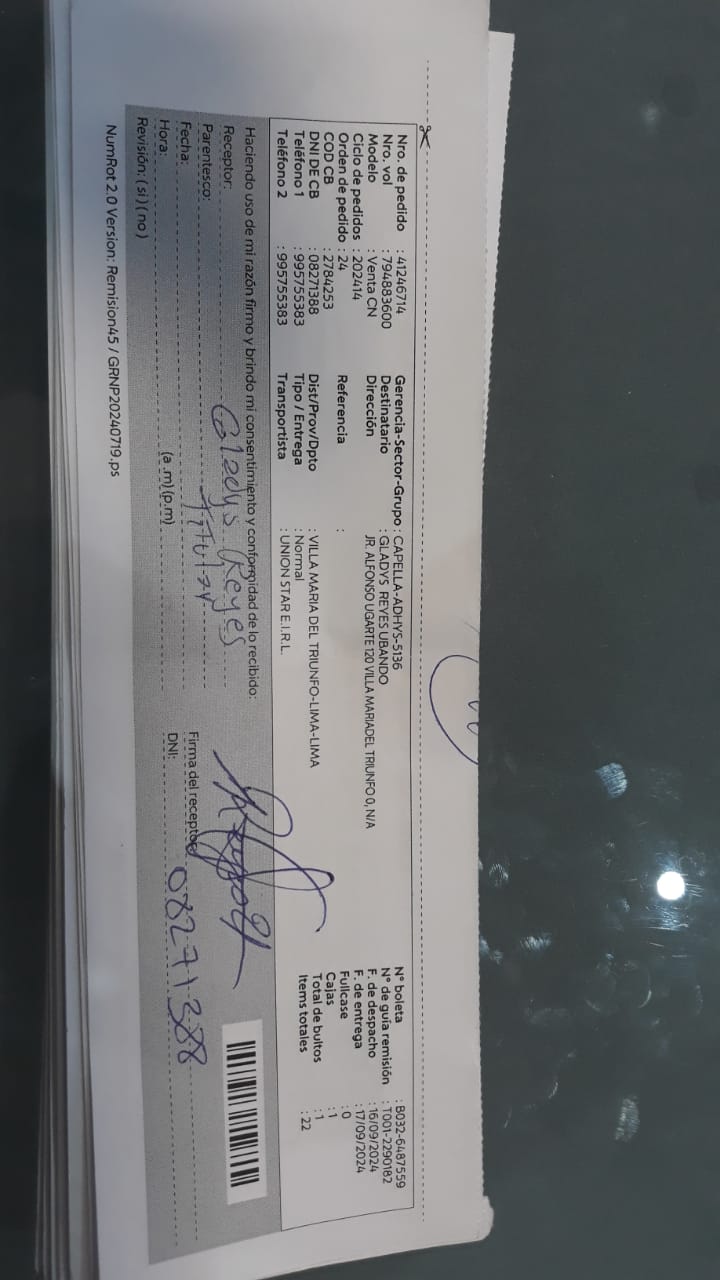 Nro. de pedido : 41246714
Nro. vol : 794883600
Modelo : Venta CN
Ciclo de pedidos : 202414
Orden de pedido : 24
COD CB : 2784253
DNI DE CB : 08271388
Teléfono 1 : 995755383
Teléfono 2 : 995755383
Gerencia-Sector-Grupo : CAPELLA-ADHYS-5136
Destinatario : GLADYS REYES UBANDO
Dirección JR. ALFONSO UGARTE 120 VILLA MARIADEL TRIUNFO 0, N/A
Referencia :
Dist/Prov/Dpto : VILLA MARIA DEL TRIUNFO-LIMA-LIMA
Tipo / Entrega : Normal
Transportista : UNION STAR E.I.R.L.
N° boleta : B032-6487559
N° de guía remisión : T001-2290182
F. de despacho : 16/09/2024
F. de entrega : 17/09/2024
Fullcase : 0
Cajas : 1
Total de bultos : 1
Items totales : 22
Haciendo uso de mi razón firmo y brindo mi consentimiento y conformidad de lo recibido:
Receptor: Gladys Reyes
Parentesco: Titular
Fecha:
Hora: (a .m) (p.m)
Revisión: ( si ) ( no )
Firma del receptor
DNI: 08271388
NumRot 2.0 Version: Remision45 / GRNP20240719.ps